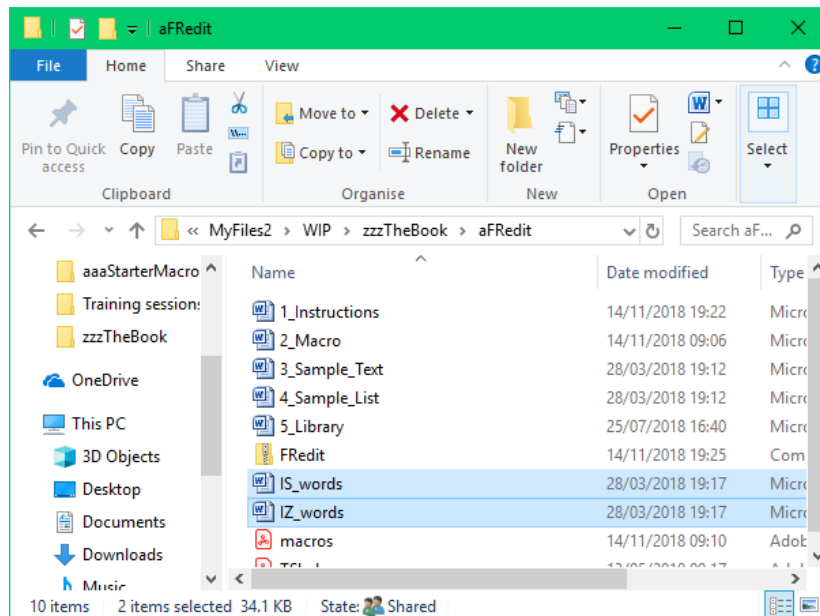 aFRedit
File Home Share View
Pin to Quick access Copy Paste
Clipboard
Move to Delete
Copy to Rename
Organise
New folder
New
Properties
Open
Select
« MyFiles2 > WIP > zzzTheBook > aFRedit Search aF...
aaaStarterMacro
Training session
zzzTheBook
OneDrive
This PC
3D Objects
Desktop
Documents
Downloads
Music
Name Date modified Type
1_Instructions 14/11/2018 19:22 Micro
2_Macro 14/11/2018 09:06 Micro
3_Sample_Text 28/03/2018 19:12 Micro
4_Sample_List 28/03/2018 19:12 Micro
5_Library 25/07/2018 16:40 Micro
FRedit 14/11/2018 19:25 Com
IS_words 28/03/2018 19:17 Micro
IZ_words 28/03/2018 19:17 Micro
macros 14/11/2018 09:10 Adob
10 items 2 items selected 34.1 KB State: Shared